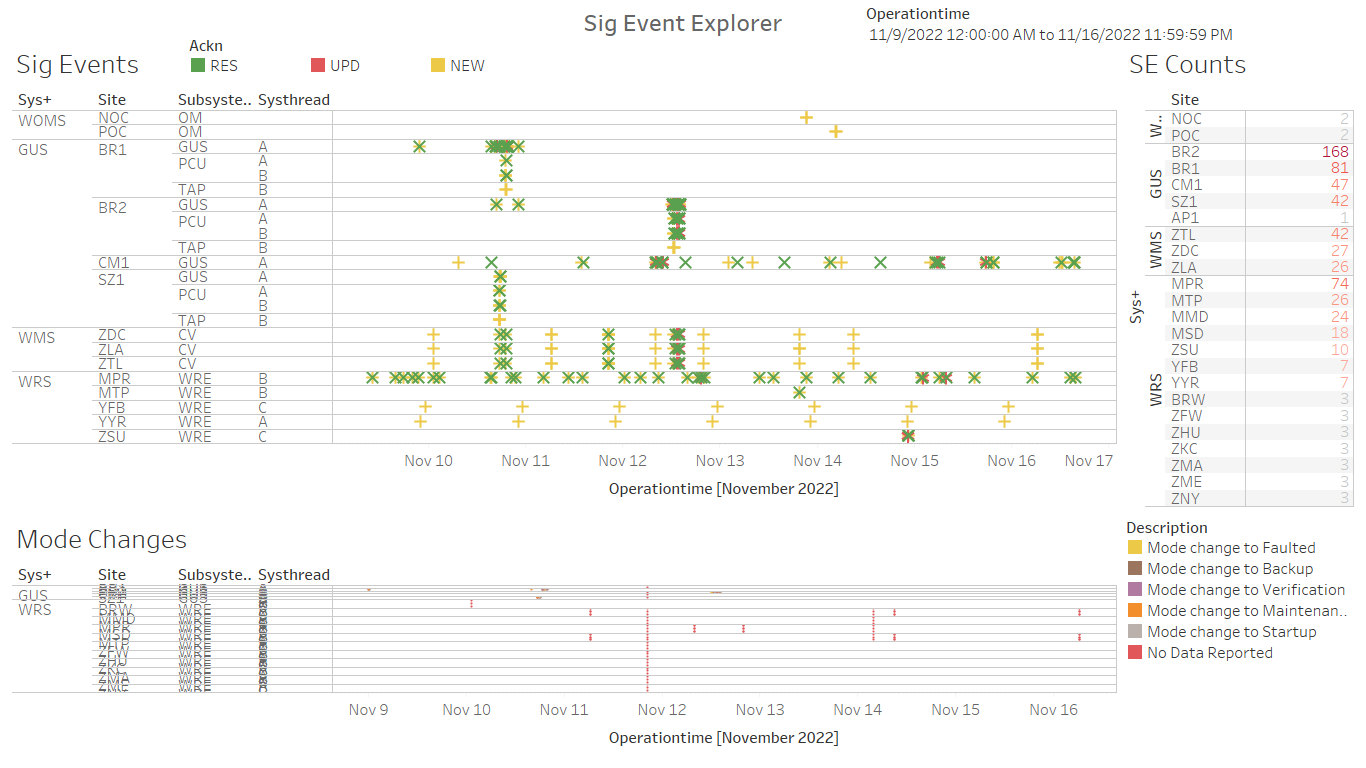 Sig Event Explorer
Operationtime
11/9/2022 12:00:00 AM to 11/16/2022 11:59:59 PM
Ackn
RES UPD NEW
Sig Events
Sys+ Site Subsyste.. Systhread
WOMS NOC OM
POC OM
GUS BR1 GUS A
PCU A
B
TAP B
BR2 GUS A
PCU A
B
TAP B
CM1 GUS A
SZ1 GUS A
PCU A
B
TAP B
WMS ZDC CV
ZLA CV
ZTL CV
WRS MPR WRE B
MTP WRE B
YFB WRE C
YYR WRE A
ZSU WRE C
Nov 10 Nov 11 Nov 12 Nov 13 Nov 14 Nov 15 Nov 16 Nov 17
Operationtime [November 2022]
SE Counts
Site
Sys+
W..
NOC 2
POC 2
GUS
BR2 168
BR1 81
CM1 47
SZ1 42
AP1 1
WMS
ZTL 42
ZDC 27
ZLA 26
WRS
MPR 74
MTP 26
MMD 24
MSD 18
ZSU 10
YFB 7
YYR 7
BRW 3
ZFW 3
ZHU 3
ZKC 3
ZMA 3
ZME 3
ZNY 3
Mode Changes
Sys+ Site Subsyste.. Systhread
GUS
WRS BRW WRE
MMD WRE
MPR WRE
MSD WRE
MTP WRE
ZFW WRE
ZHU WRE
ZKC WRE
ZMA WRE
ZME WRE
Nov 9 Nov 10 Nov 11 Nov 12 Nov 13 Nov 14 Nov 15 Nov 16
Operationtime [November 2022]
Description
Mode change to Faulted
Mode change to Backup
Mode change to Verification
Mode change to Maintenan..
Mode change to Startup
No Data Reported